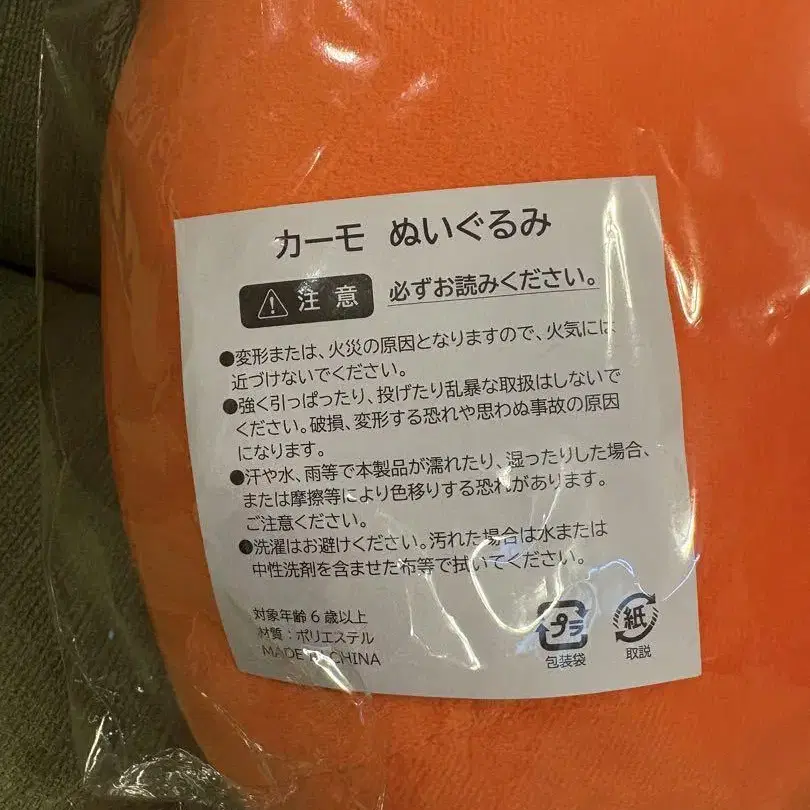 カーモ ぬいぐるみ
注意 必ずお読みください。
●変形または、火災の原因となりますので、火気には
近づけないでください。
●強く引っぱったり、投げたり乱暴な取扱はしないで
ください。破損、変形する恐れや思わぬ事故の原因
になります。
●汗や水、雨等で本製品が濡れたり、湿ったりした場合、
または摩擦等により色移りする恐れがあります。
ご注意ください。
●洗濯はお避けください。汚れた場合は水または
中性洗剤を含ませた布等で拭いてください。
対象年齢6歳以上
材質：ポリエステル
MADE IN CHINA
プラ
包装袋
紙
取説